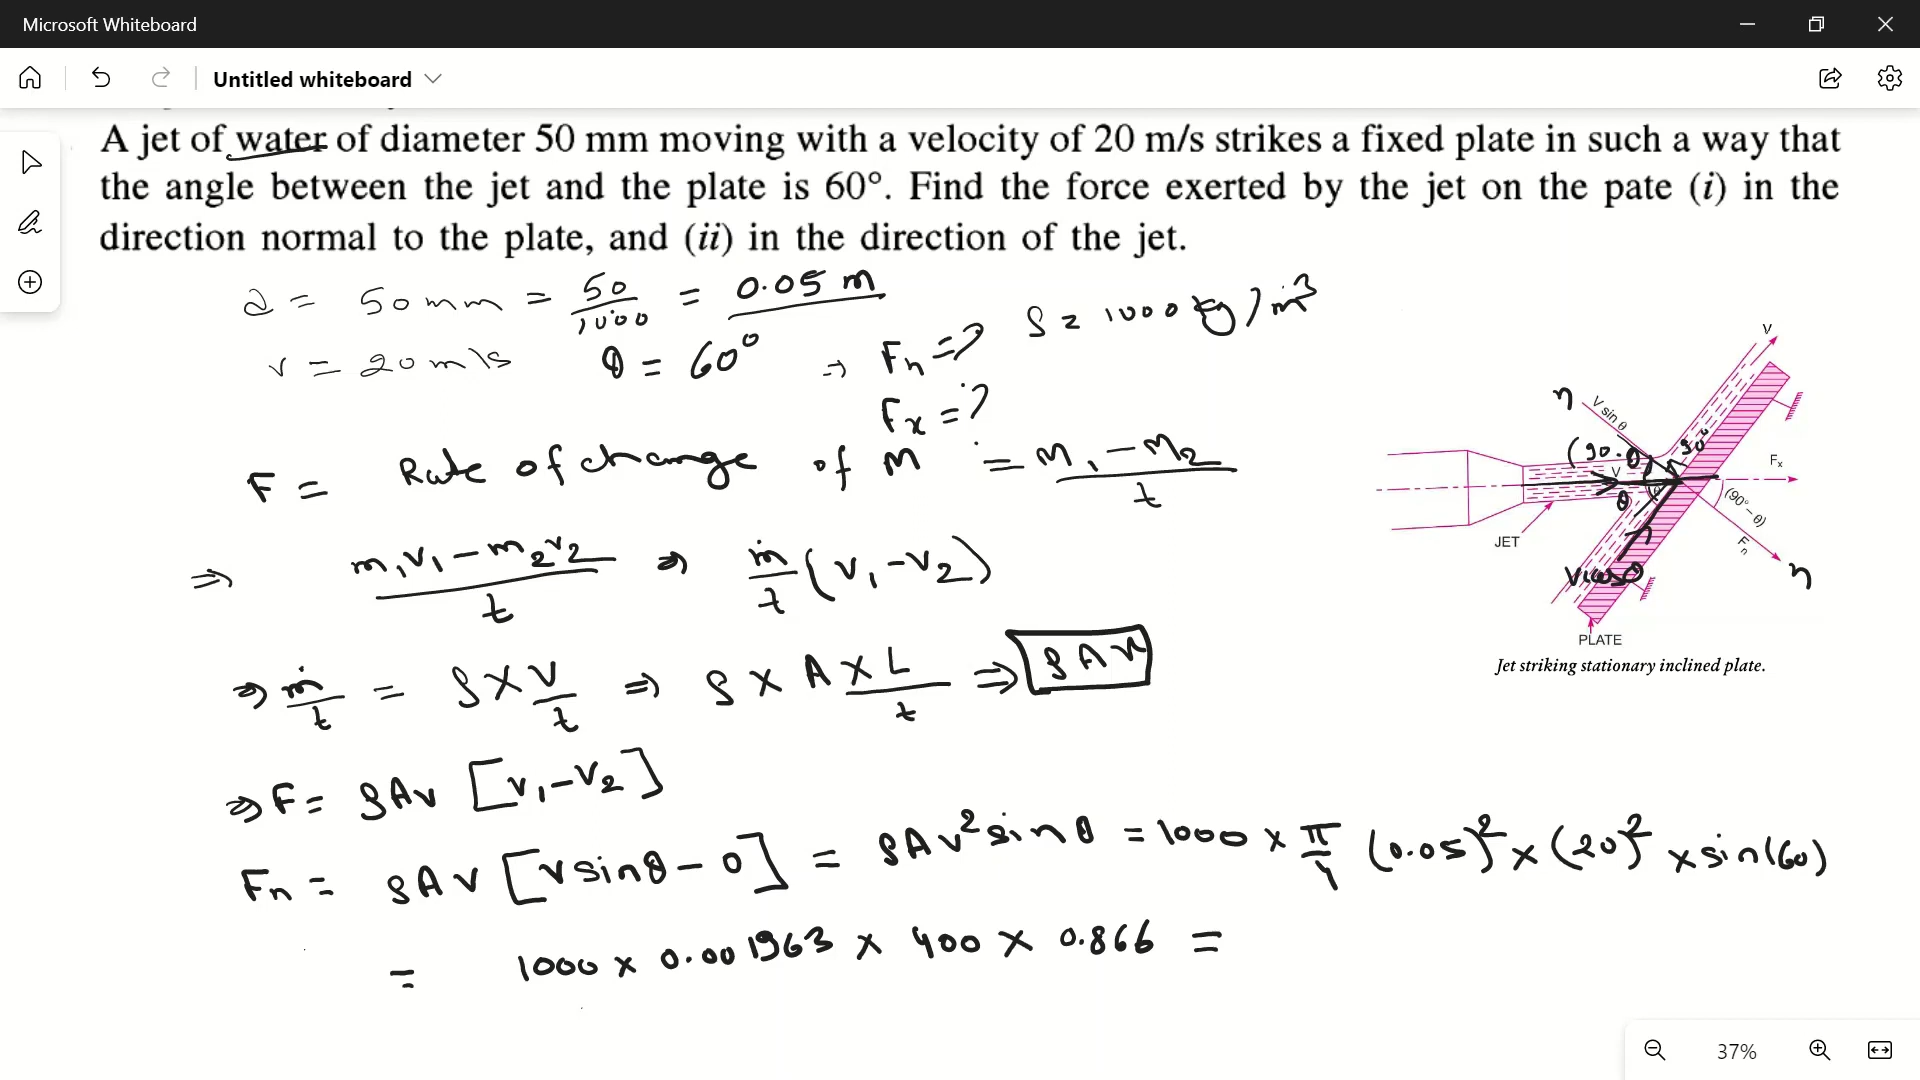 Microsoft Whiteboard
Untitled whiteboard
A jet of water of diameter 50 mm moving with a velocity of 20 m/s strikes a fixed plate in such a way that
the angle between the jet and the plate is 60°. Find the force exerted by the jet on the pate (i) in the
direction normal to the plate, and (ii) in the direction of the jet.
d = 50mm = 50/1000 = 0.05 m
ρ = 1000 kg/m³
v = 20 m/s θ = 60° ⇒ Fn = ?
Fx = ?
F = Rate of change of M = M₁ - M₂ / t
⇒ m₁v₁ - m₂v₂ / t ⇒ ṁ/t (v₁ - v₂)
⇒ ṁ/t = ρ × V/t ⇒ ρ × A × L/t ⇒ ρAv
⇒ F = ρAv [v₁ - v₂]
Fn = ρAv [v sinθ - 0] = ρAv² sinθ = 1000 × π/4 (0.05)² × (20)² × sin(60)
= 1000 × 0.001963 × 400 × 0.866 =
V
n
V sin θ
(90-θ)
90°
V
θ
θ
Fx
(90° – θ)
Fn
n
JET
Vcosθ
PLATE
Jet striking stationary inclined plate.
37%